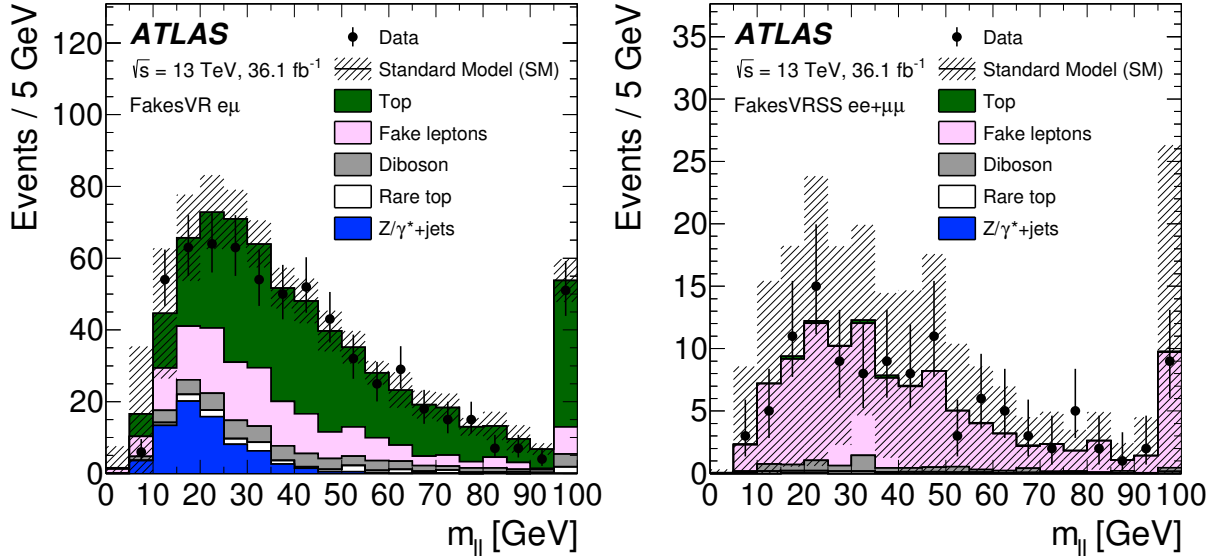 ATLAS
√s = 13 TeV, 36.1 fb⁻¹
FakesVR eμ
Data
Standard Model (SM)
Top
Fake leptons
Diboson
Rare top
Z/γ*+jets
Events / 5 GeV
120
100
80
60
40
20
0
0 10 20 30 40 50 60 70 80 90 100
m_ll [GeV]
ATLAS
√s = 13 TeV, 36.1 fb⁻¹
FakesVRSS ee+μμ
Data
Standard Model (SM)
Top
Fake leptons
Diboson
Rare top
Z/γ*+jets
Events / 5 GeV
35
30
25
20
15
10
5
0
0 10 20 30 40 50 60 70 80 90 100
m_ll [GeV]